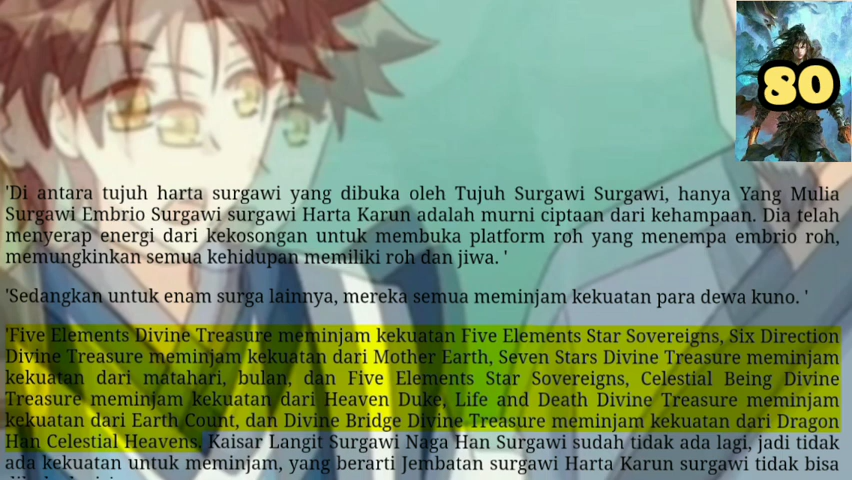 80
'Di antara tujuh harta surgawi yang dibuka oleh Tujuh Surgawi Surgawi, hanya Yang Mulia
Surgawi Embrio Surgawi surgawi Harta Karun adalah murni ciptaan dari kehampaan. Dia telah
menyerap energi dari kekosongan untuk membuka platform roh yang menempa embrio roh,
memungkinkan semua kehidupan memiliki roh dan jiwa. '
'Sedangkan untuk enam surga lainnya, mereka semua meminjam kekuatan para dewa kuno. '
'Five Elements Divine Treasure meminjam kekuatan Five Elements Star Sovereigns, Six Direction
Divine Treasure meminjam kekuatan dari Mother Earth, Seven Stars Divine Treasure meminjam
kekuatan dari matahari, bulan, dan Five Elements Star Sovereigns, Celestial Being Divine
Treasure meminjam kekuatan dari Heaven Duke, Life and Death Divine Treasure meminjam
kekuatan dari Earth Count, dan Divine Bridge Divine Treasure meminjam kekuatan dari Dragon
Han Celestial Heavens. Kaisar Langit Surgawi Naga Han Surgawi sudah tidak ada lagi, jadi tidak
ada kekuatan untuk meminjam, yang berarti Jembatan surgawi Harta Karun surgawi tidak bisa